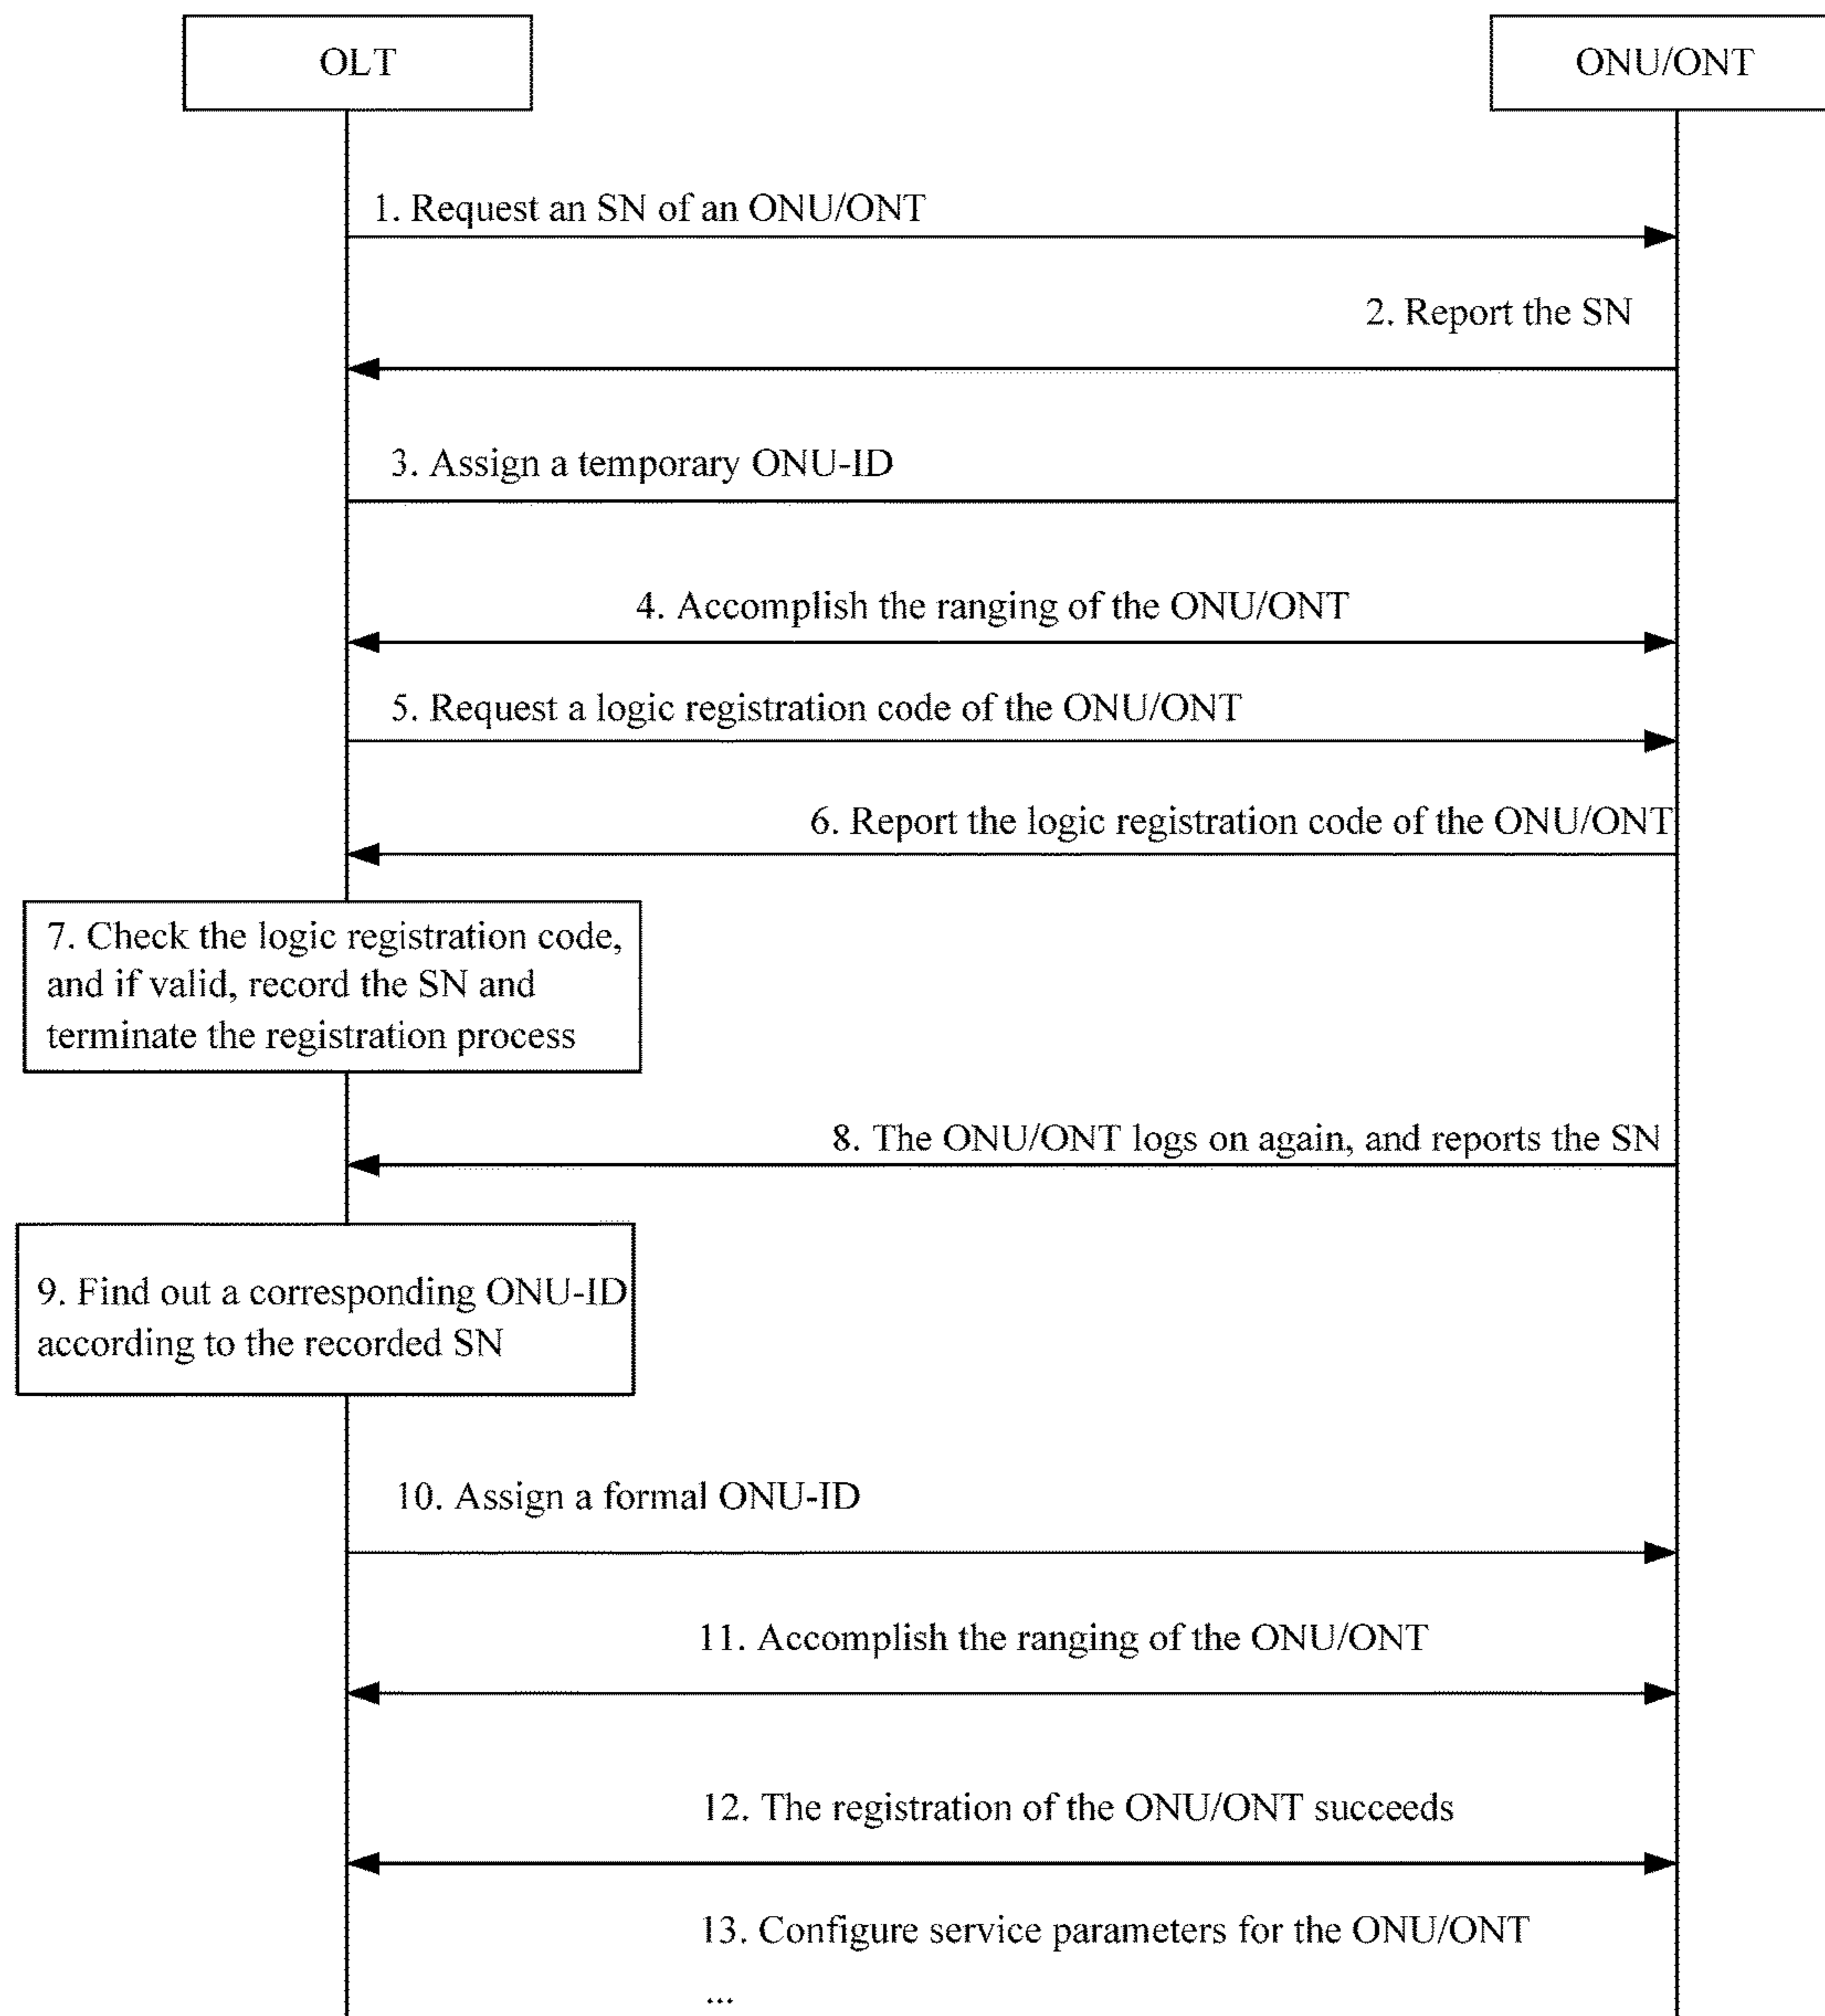 OLT
ONU/ONT
1. Request an SN of an ONU/ONT
2. Report the SN
3. Assign a temporary ONU-ID
4. Accomplish the ranging of the ONU/ONT
5. Request a logic registration code of the ONU/ONT
6. Report the logic registration code of the ONU/ONT
7. Check the logic registration code,
and if valid, record the SN and
terminate the registration process
8. The ONU/ONT logs on again, and reports the SN
9. Find out a corresponding ONU-ID
according to the recorded SN
10. Assign a formal ONU-ID
11. Accomplish the ranging of the ONU/ONT
12. The registration of the ONU/ONT succeeds
13. Configure service parameters for the ONU/ONT
...